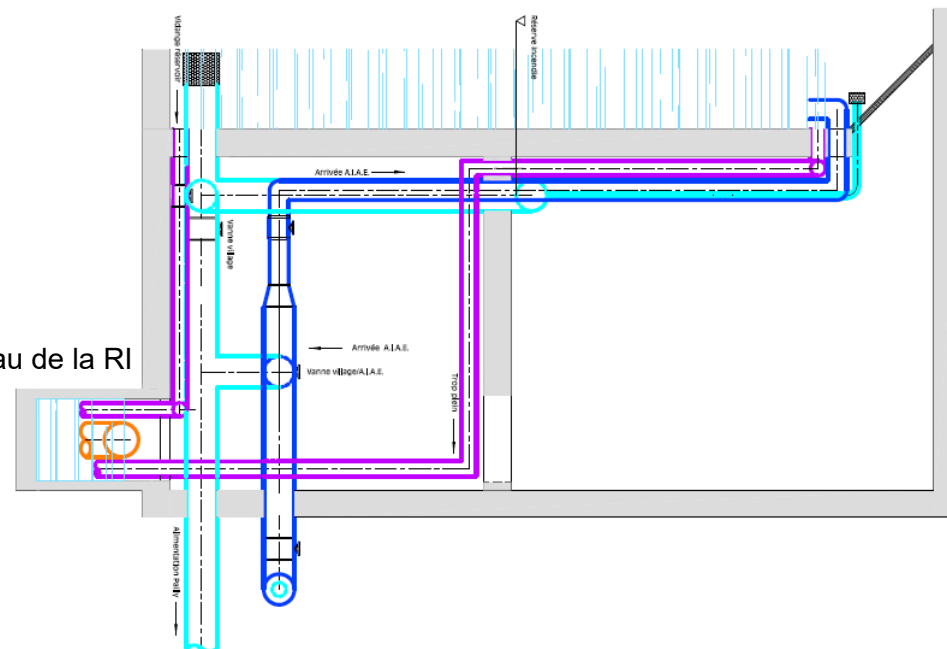 Vidange réservoir
Réserve incendie
Arrivée A.I.A.E.
Vanne village
Arrivée A.I.A.E.
Vanne village/A.I.A.E.
au de la RI
Trop plein
Alimentation Pailly